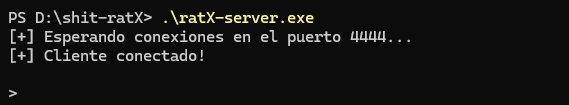 PS D:\shit-ratX> .\ratX-server.exe
[+] Esperando conexiones en el puerto 4444...
[+] Cliente conectado!
>